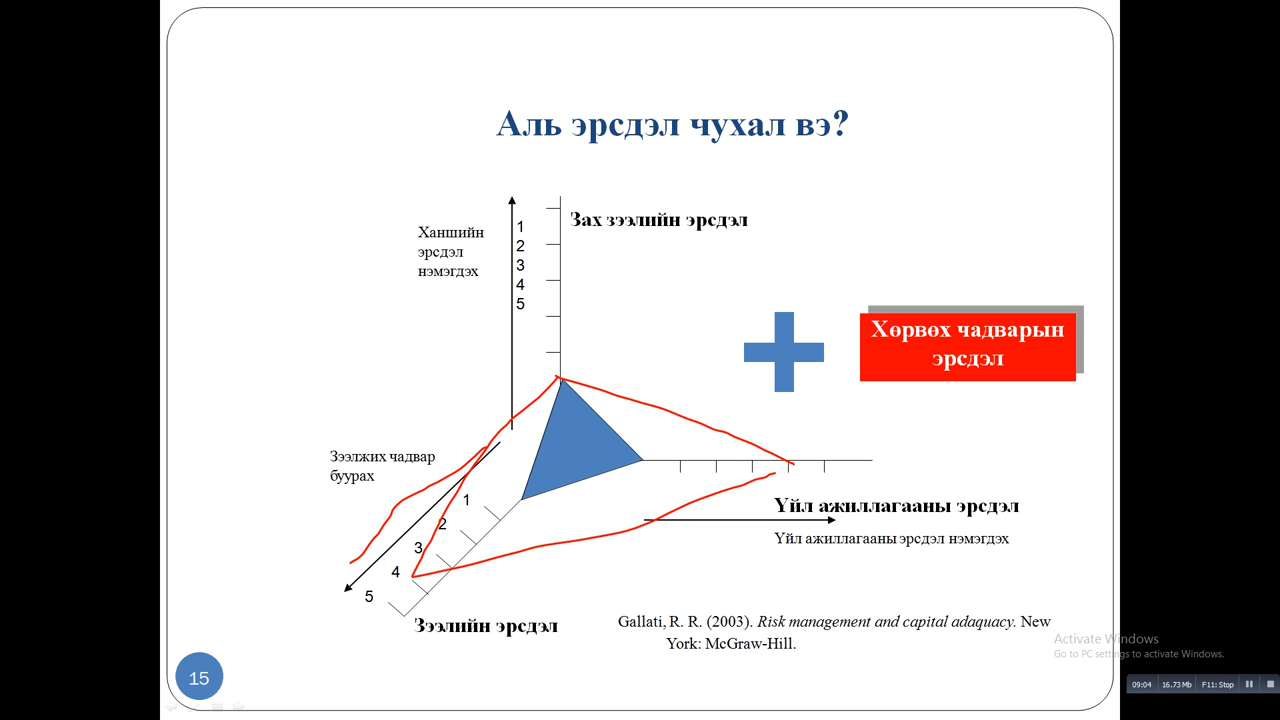 Аль эрсдэл чухал вэ?
Зах зээлийн эрсдэл
Ханшийн
эрсдэл
нэмэгдэх
1
2
3
4
5
Хөрвөх чадварын
эрсдэл
Зээлжих чадвар
буурах
1
2
3
4
5
Үйл ажиллагааны эрсдэл
Үйл ажиллагааны эрсдэл нэмэгдэх
Зээлийн эрсдэл
Gallati, R. R. (2003). Risk management and capital adaquacy. New
York: McGraw-Hill.
15
Activate Windows
Go to PC settings to activate Windows.
09:04 16.73 Mb F11: Stop